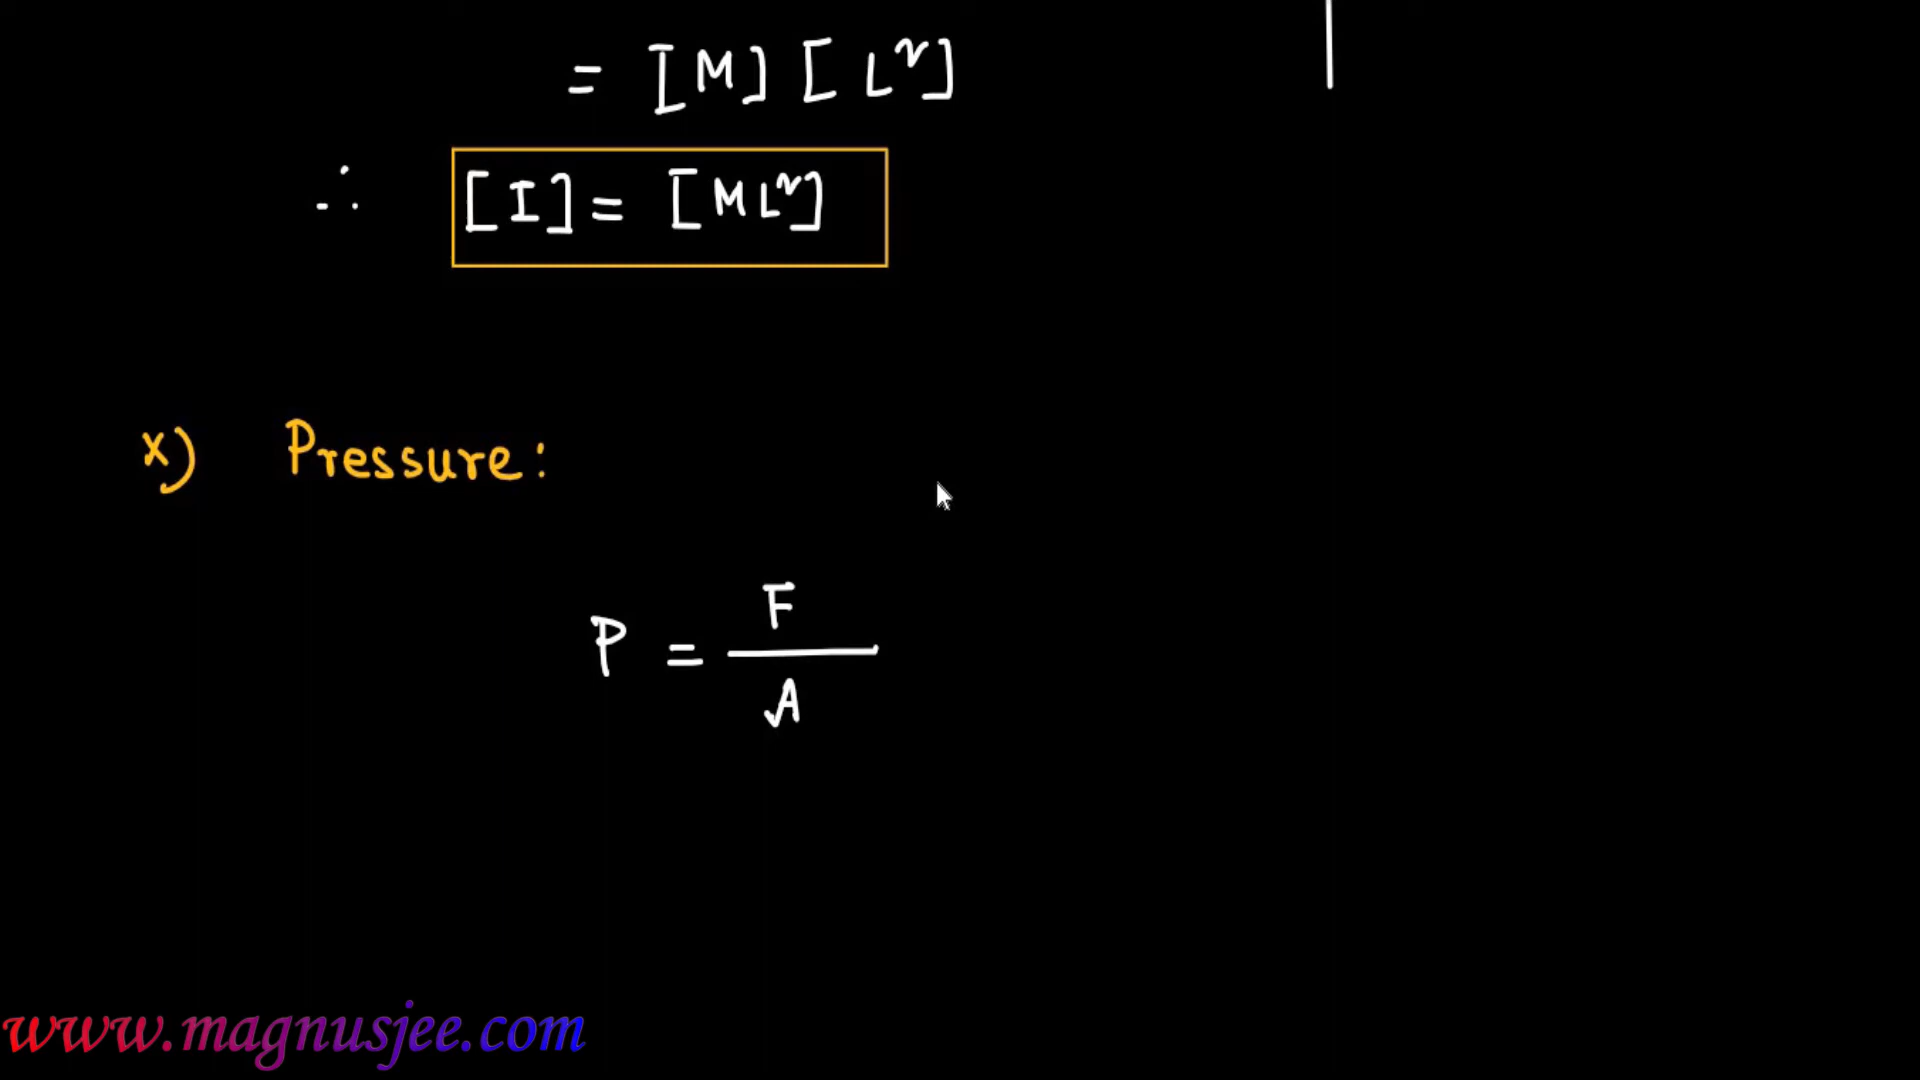 = [M] [L²]
∴ [I] = [ML²]
x) Pressure:
P = F/A
www.magnusjee.com